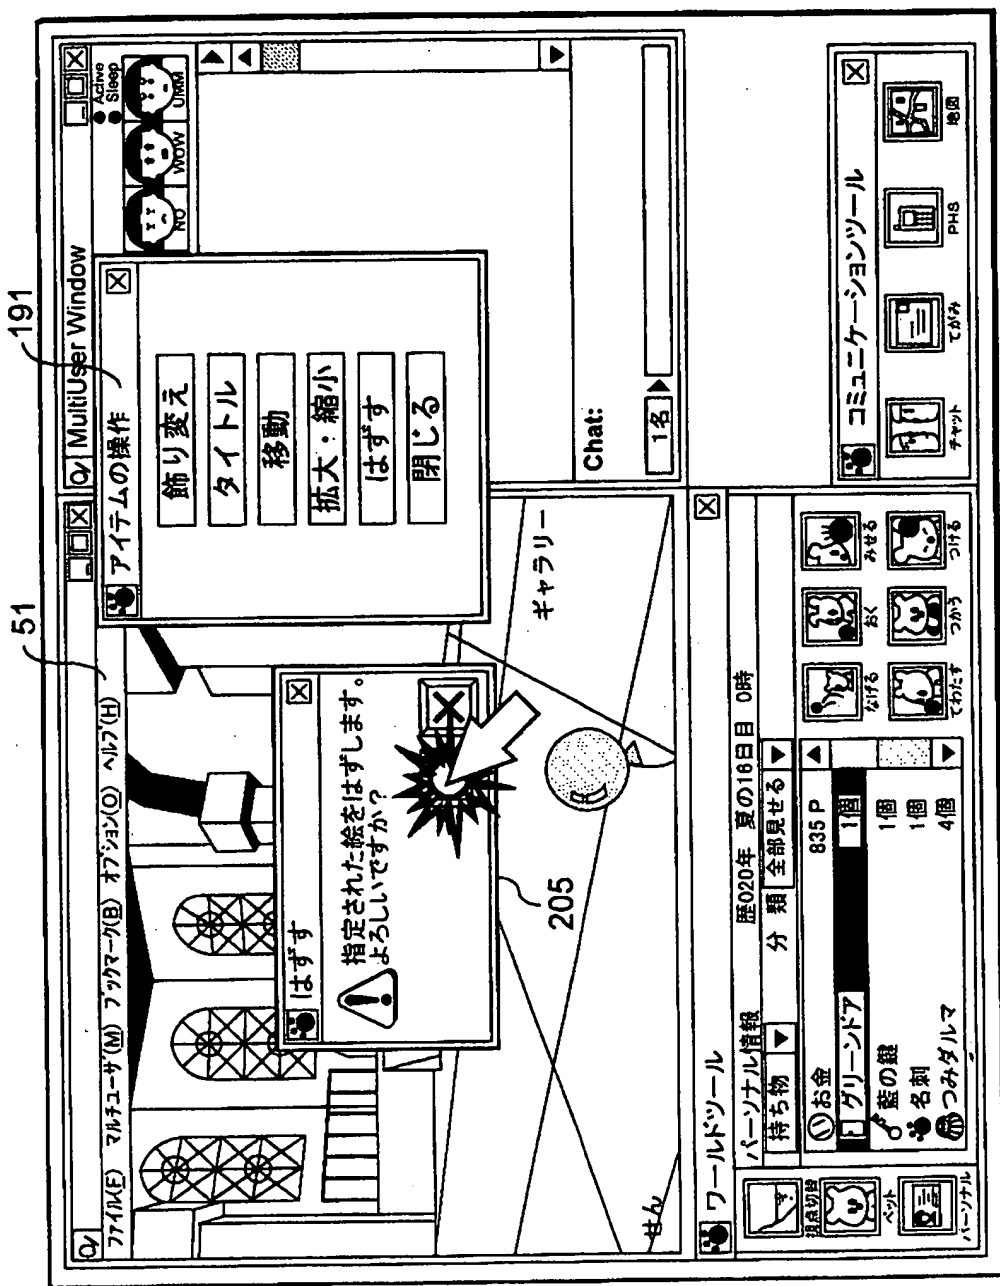 51
191
205
ファイル(F) マルチユーザ(M) ブックマーク(B) オプション(O) ヘルプ(H)
MultiUser Window
Active
Sleep
NO
WOW
UMM
アイテムの操作
飾り変え
タイトル
移動
拡大・縮小
はずす
閉じる
はずす
指定された絵をはずします。
よろしいですか?
ギャラリー
せん
Chat:
1名
ワールドツール
パーソナル情報
歴020年 夏の16日目 0時
持ち物
分類
全部見せる
お金 835 P
グリーンドア 1個
藍の鍵 1個
名刺 1個
つみダルマ 4個
視点切替
ペット
パーソナル
なげる
おく
みせる
てわたす
つかう
つける
コミュニケーションツール
チャット
てがみ
PHS
地図